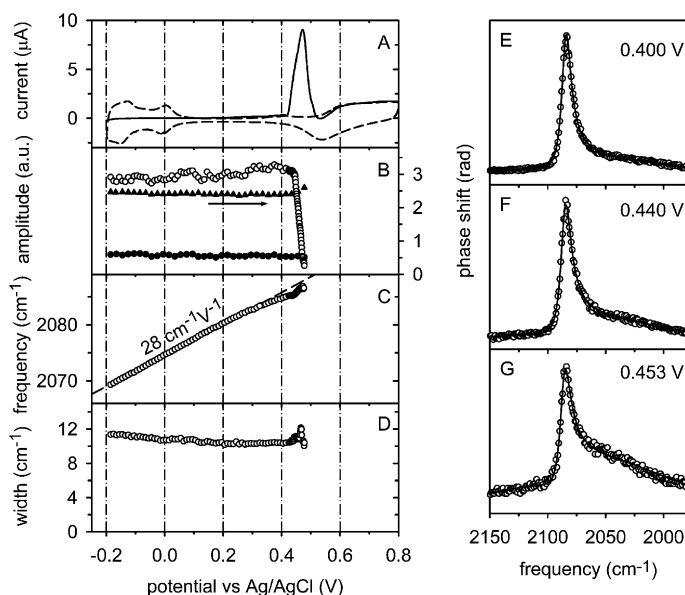 A
current (μA)
10
5
0
B
amplitude (a.u.)
3
2
1
0
C
frequency (cm-1)
2080
2070
28 cm-1V-1
D
width (cm-1)
12
10
8
0
-0.2 0.0 0.2 0.4 0.6 0.8
potential vs Ag/AgCl (V)
E
0.400 V
F
0.440 V
G
0.453 V
phase shift (rad)
2150 2100 2050 2000
frequency (cm-1)